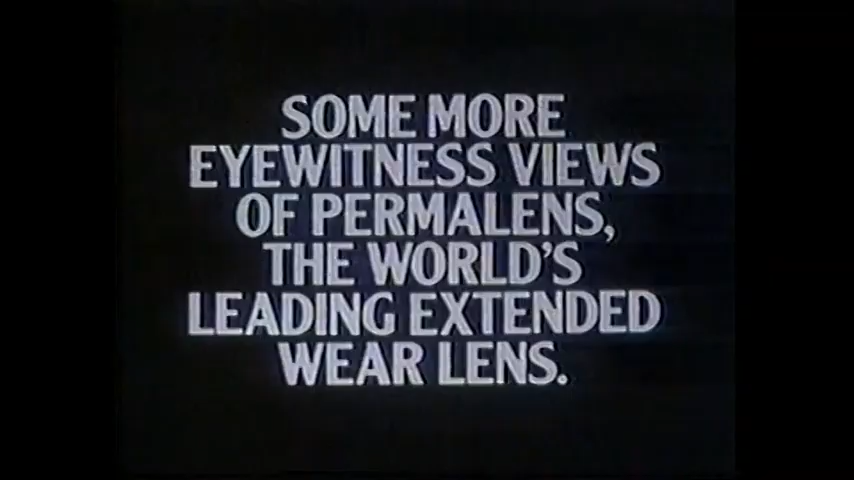 SOME MORE
EYEWITNESS VIEWS
OF PERMALENS,
THE WORLD'S
LEADING EXTENDED
WEAR LENS.